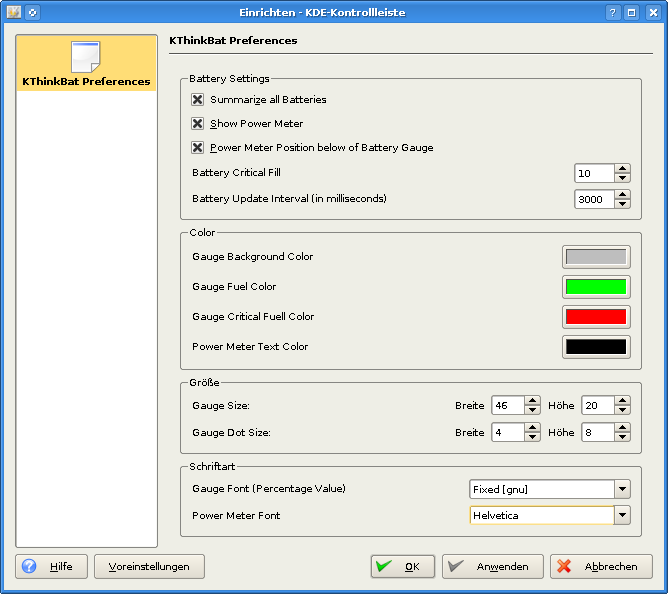 Einrichten - KDE-Kontrollleiste
KThinkBat Preferences
KThinkBat Preferences
Battery Settings
Summarize all Batteries
Show Power Meter
Power Meter Position below of Battery Gauge
Battery Critical Fill 10
Battery Update Interval (in milliseconds) 3000
Color
Gauge Background Color
Gauge Fuel Color
Gauge Critical Fuell Color
Power Meter Text Color
Größe
Gauge Size: Breite 46 Höhe 20
Gauge Dot Size: Breite 4 Höhe 8
Schriftart
Gauge Font (Percentage Value) Fixed [gnu]
Power Meter Font Helvetica
Hilfe Voreinstellungen OK Anwenden Abbrechen